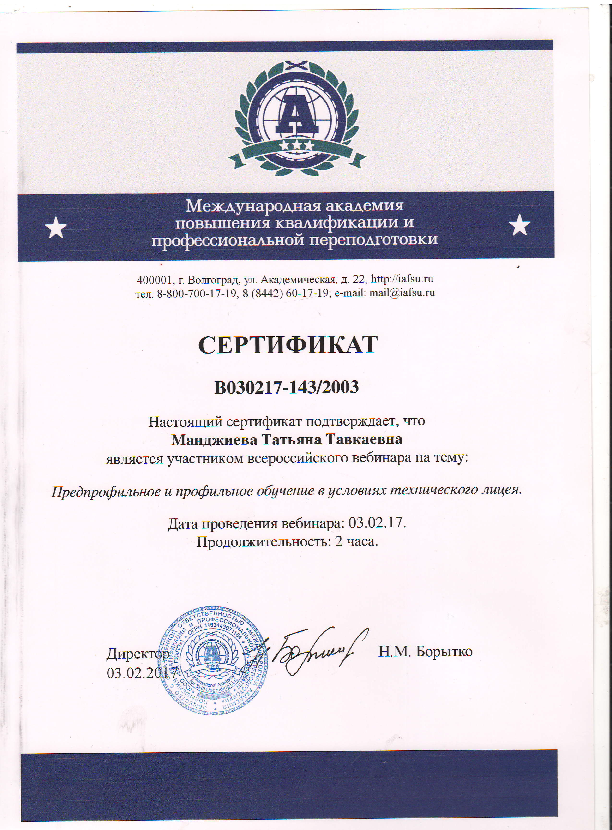 А
Международная академия
повышения квалификации и
профессиональной переподготовки
400001, г. Волгоград, ул. Академическая, д. 22, http://iafsu.ru
тел. 8-800-700-17-19, 8 (8442) 60-17-19, e-mail: mail@iafsu.ru
СЕРТИФИКАТ
В030217-143/2003
Настоящий сертификат подтверждает, что
Манджиева Татьяна Тавкаевна
является участником всероссийского вебинара на тему:
Предпрофильное и профильное обучение в условиях технического лицея.
Дата проведения вебинара: 03.02.17.
Продолжительность: 2 часа.
Директор Н.М. Борытко
03.02.2017